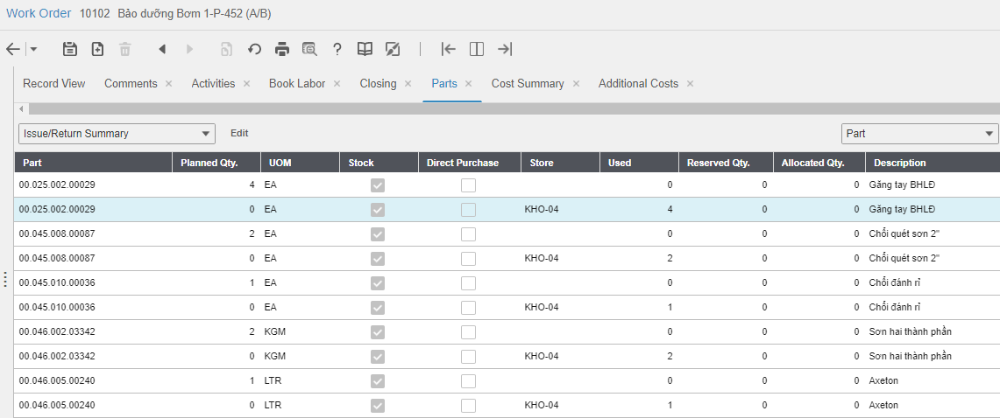 Work Order 10102 Bảo dưỡng Bơm 1-P-452 (A/B)
Record View Comments Activities Book Labor Closing Parts Cost Summary Additional Costs
Issue/Return Summary Edit Part
Part Planned Qty. UOM Stock Direct Purchase Store Used Reserved Qty. Allocated Qty. Description
00.025.002.00029 4 EA 0 0 0 Găng tay BHLĐ
00.025.002.00029 0 EA KHO-04 4 0 0 Găng tay BHLĐ
00.045.008.00087 2 EA 0 0 0 Chổi quét sơn 2"
00.045.008.00087 0 EA KHO-04 2 0 0 Chổi quét sơn 2"
00.045.010.00036 1 EA 0 0 0 Chổi đánh rỉ
00.045.010.00036 0 EA KHO-04 1 0 0 Chổi đánh rỉ
00.046.002.03342 2 KGM 0 0 0 Sơn hai thành phần
00.046.002.03342 0 KGM KHO-04 2 0 0 Sơn hai thành phần
00.046.005.00240 1 LTR 0 0 0 Axeton
00.046.005.00240 0 LTR KHO-04 1 0 0 Axeton